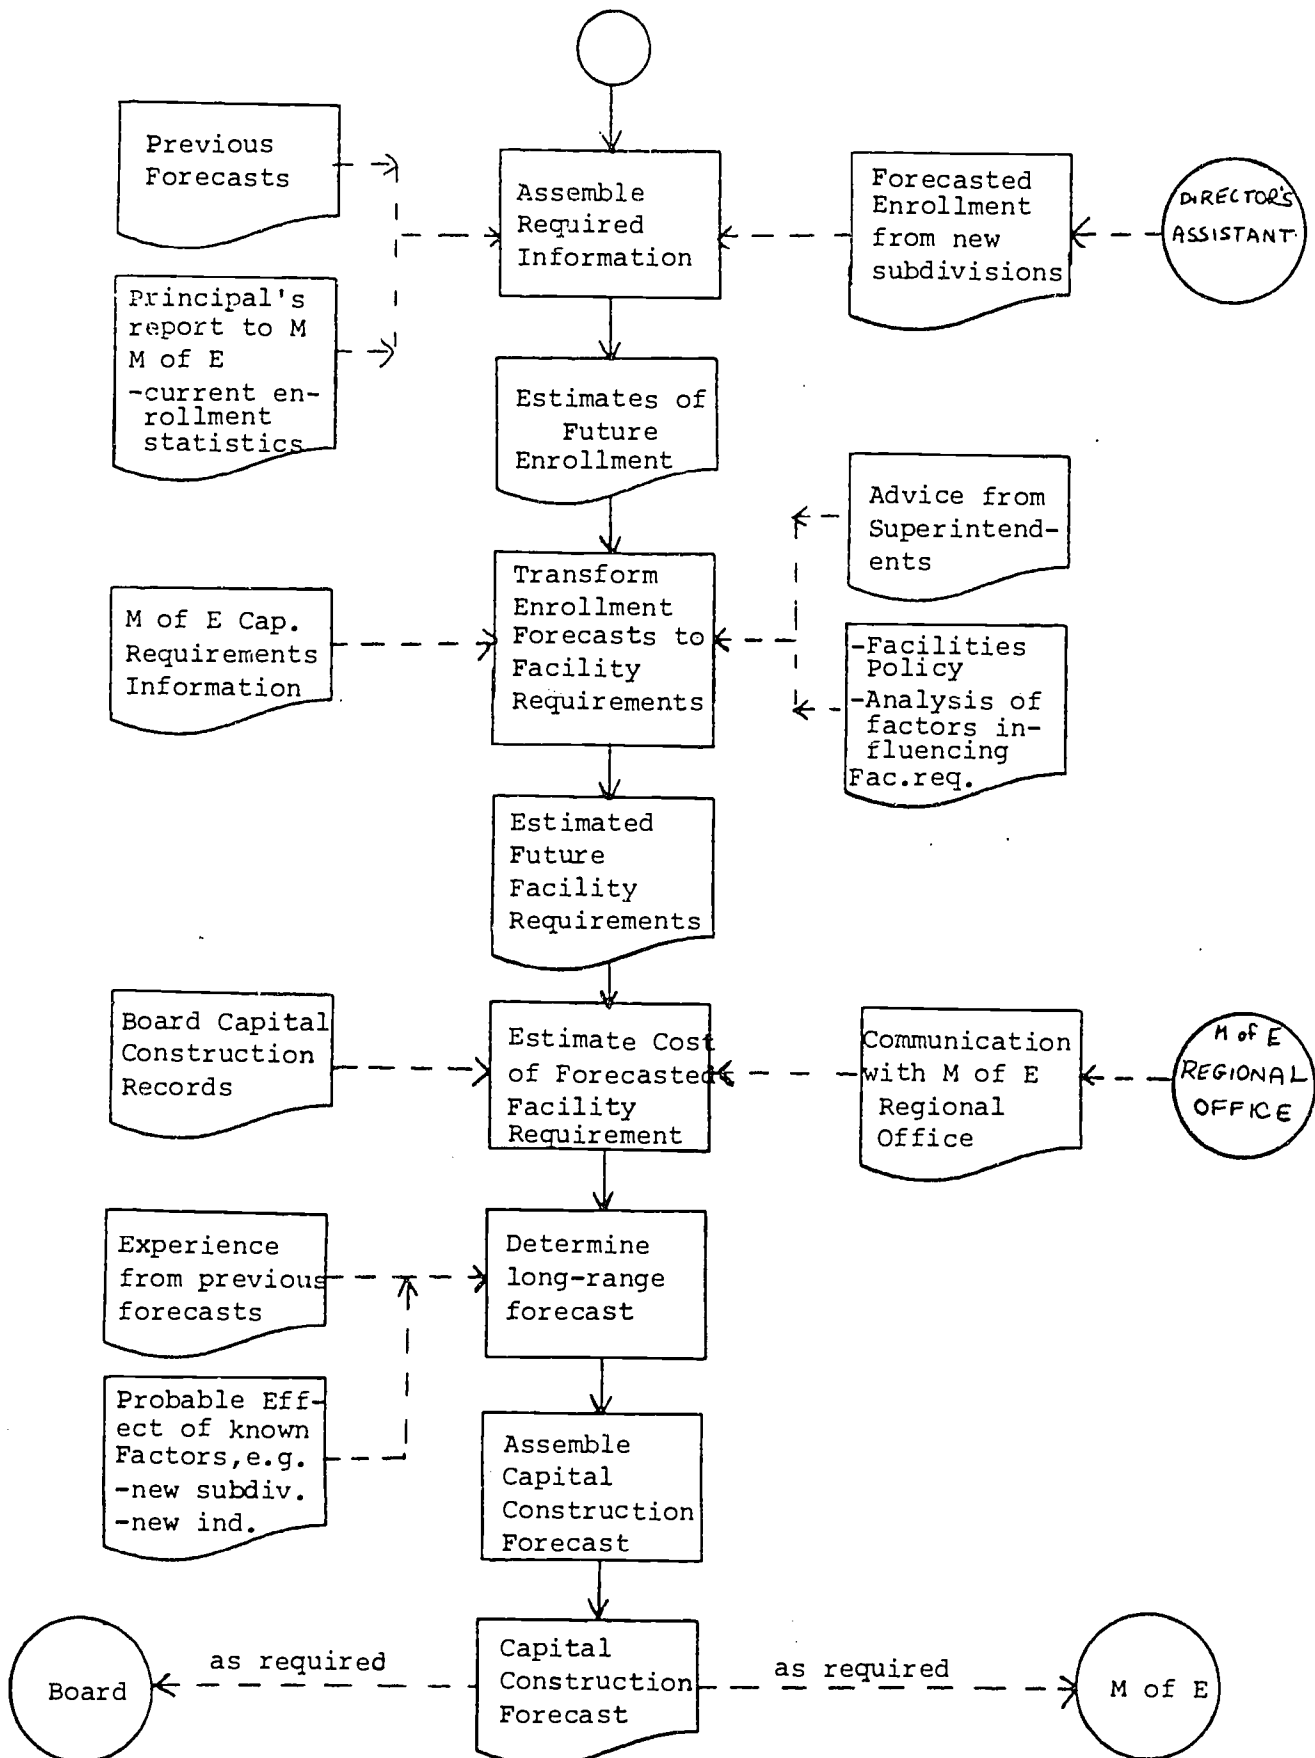 Previous
Forecasts
Assemble
Required
Information
Forecasted
Enrollment
from new
subdivisions
DIRECTOR'S
ASSISTANT
Principal's
report to M
M of E
-current en-
rollment
statistics
Estimates of
Future
Enrollment
Advice from
Superintend-
ents
M of E Cap.
Requirements
Information
Transform
Enrollment
Forecasts to
Facility
Requirements
-Facilities
Policy
-Analysis of
factors in-
fluencing
Fac.req.
Estimated
Future
Facility
Requirements
Board Capital
Construction
Records
Estimate Cost
of Forecasted
Facility
Requirement
Communication
with M of E
Regional
Office
M of E
REGIONAL
OFFICE
Experience
from previous
forecasts
Determine
long-range
forecast
Probable Eff-
ect of known
Factors,e.g.
-new subdiv.
-new ind.
Assemble
Capital
Construction
Forecast
Board
as required
Capital
Construction
Forecast
as required
M of E